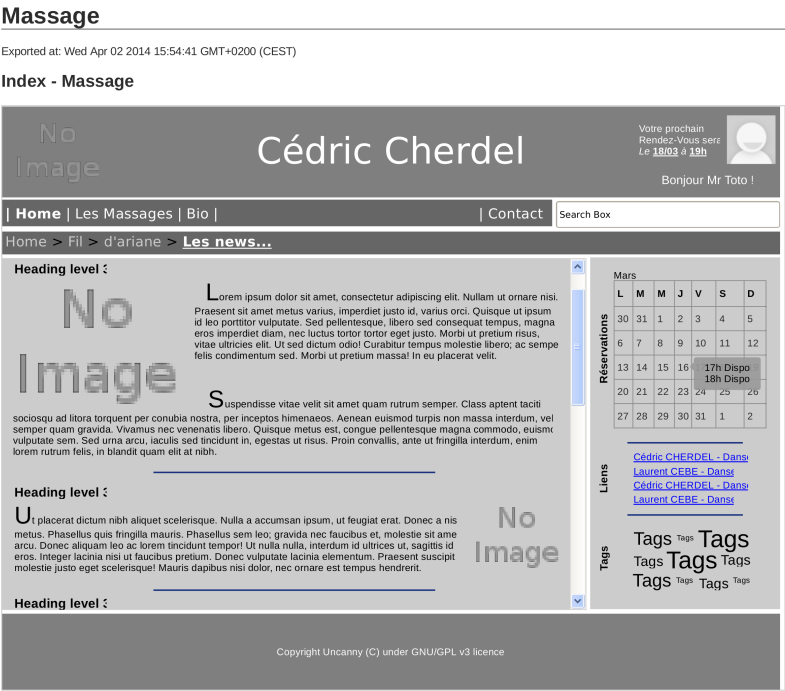 Massage
Exported at: Wed Apr 02 2014 15:54:41 GMT+0200 (CEST)
Index - Massage
No
Image
Cédric Cherdel
Votre prochain
Rendez-Vous sera
Le 18/03 à 19h
Bonjour Mr Toto !
| Home | Les Massages | Bio |
| Contact
Search Box
Home > Fil > d'ariane > Les news...
Heading level 3
No
Image
Lorem ipsum dolor sit amet, consectetur adipiscing elit. Nullam ut ornare nisi.
Praesent sit amet metus varius, imperdiet justo id, varius orci. Quisque ut ipsum
id leo porttitor vulputate. Sed pellentesque, libero sed consequat tempus, magna
eros imperdiet diam, nec luctus tortor tortor eget justo. Morbi ut pretium risus,
vitae ultricies elit. Ut sed dictum odio! Curabitur tempus molestie libero; ac sempe
felis condimentum sed. Morbi ut pretium massa! In eu placerat velit.
Suspendisse vitae velit sit amet quam rutrum semper. Class aptent taciti
sociosqu ad litora torquent per conubia nostra, per inceptos himenaeos. Aenean euismod turpis non massa interdum, vel
semper quam gravida. Vivamus nec venenatis libero. Quisque metus est, congue pellentesque magna commodo, euismo
vulputate sem. Sed urna arcu, iaculis sed tincidunt in, egestas ut risus. Proin convallis, ante ut fringilla interdum, enim
lorem rutrum felis, in blandit quam elit at nibh.
Heading level 3
Ut placerat dictum nibh aliquet scelerisque. Nulla a accumsan ipsum, ut feugiat erat. Donec a nis
metus. Phasellus quis fringilla mauris. Phasellus sem leo; gravida nec faucibus et, molestie sit ame
arcu. Donec aliquam leo ac lorem tincidunt tempor! Ut nulla nulla, interdum id ultrices ut, sagittis id
eros. Integer lacinia nisi ut faucibus pretium. Donec vulputate lacinia elementum. Praesent suscipit
molestie justo eget scelerisque! Mauris dapibus nisi dolor, nec ornare est tempus hendrerit.
No
Image
Heading level 3
Réservations
Mars
L M M J V S D
30 31 1 2 3 4 5
6 7 8 9 10 11 12
13 14 15 16
17h Dispo
18h Dispo
20 21 22 23 24 25 26
27 28 29 30 31 1 2
Liens
Cédric CHERDEL - Danse
Laurent CEBE - Danse
Cédric CHERDEL - Danse
Laurent CEBE - Danse
Tags
Tags Tags Tags
Tags Tags Tags
Tags Tags Tags Tags
Copyright Uncanny (C) under GNU/GPL v3 licence